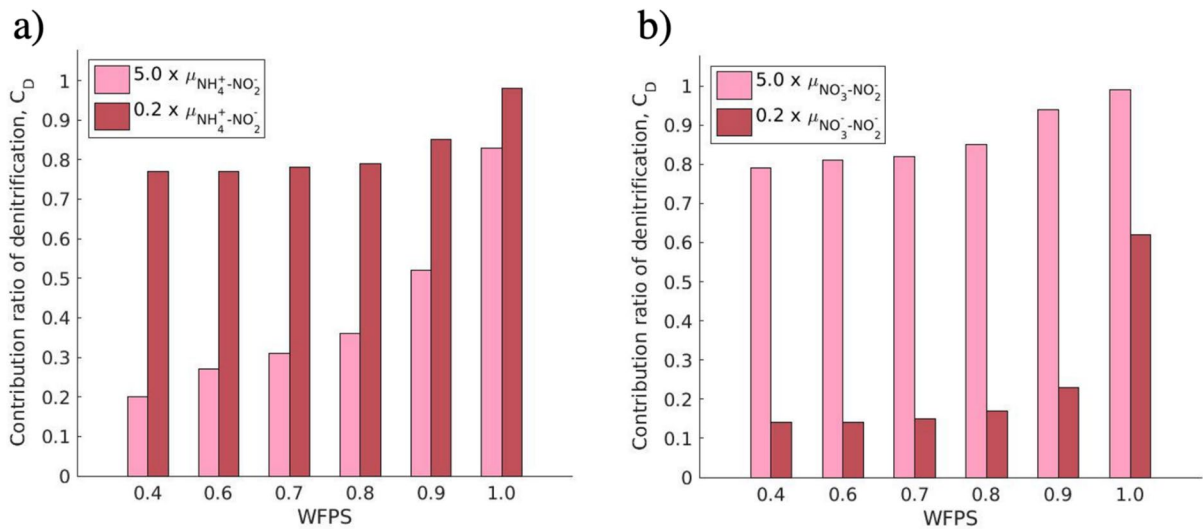 a)
5.0 x μNH₄⁺-NO₂⁻
0.2 x μNH₄⁺-NO₂⁻
Contribution ratio of denitrification, C_D
1
0.9
0.8
0.7
0.6
0.5
0.4
0.3
0.2
0.1
0
0.4 0.6 0.7 0.8 0.9 1.0
WFPS
b)
5.0 x μNO₃⁻-NO₂⁻
0.2 x μNO₃⁻-NO₂⁻
Contribution ratio of denitrification, C_D
1
0.9
0.8
0.7
0.6
0.5
0.4
0.3
0.2
0.1
0
0.4 0.6 0.7 0.8 0.9 1.0
WFPS